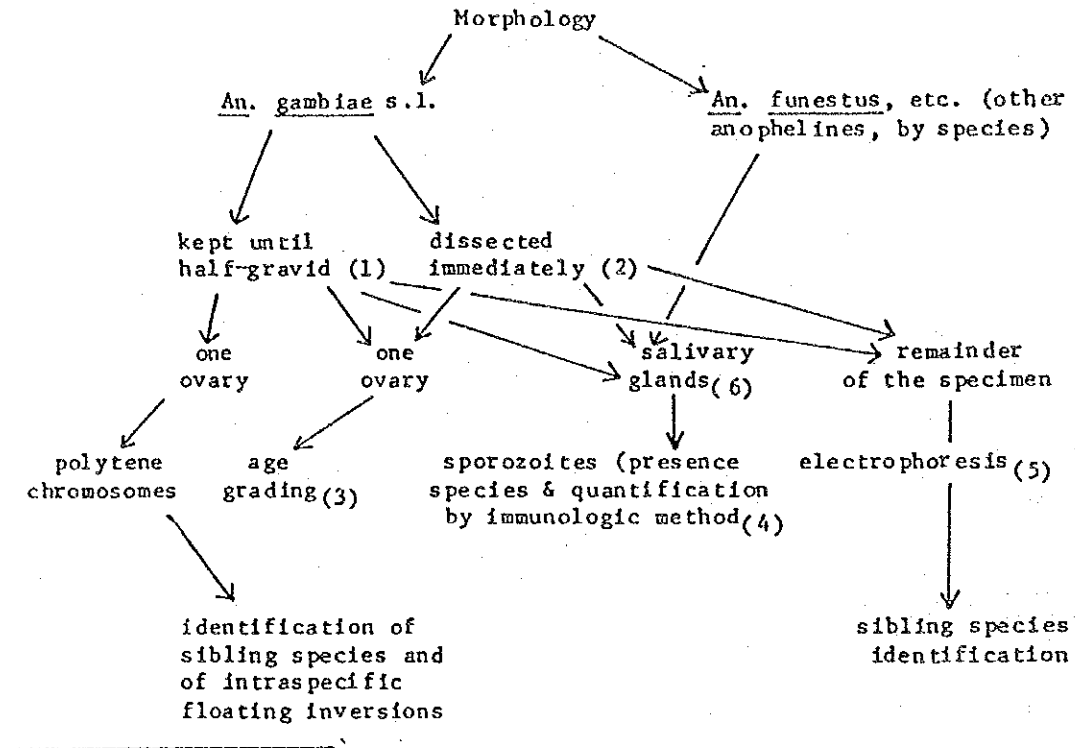 Morphology
An. gambiae s.l.
An. funestus, etc. (other
anophelines, by species)
kept until
half-gravid (1)
dissected
immediately (2)
one
ovary
one
ovary
salivary
glands(6)
remainder
of the specimen
polytene
chromosomes
age
grading(3)
sporozoites (presence
species & quantification
by immunologic method(4)
electrophoresis(5)
identification of
sibling species and
of intraspecific
floating inversions
sibling species
identification